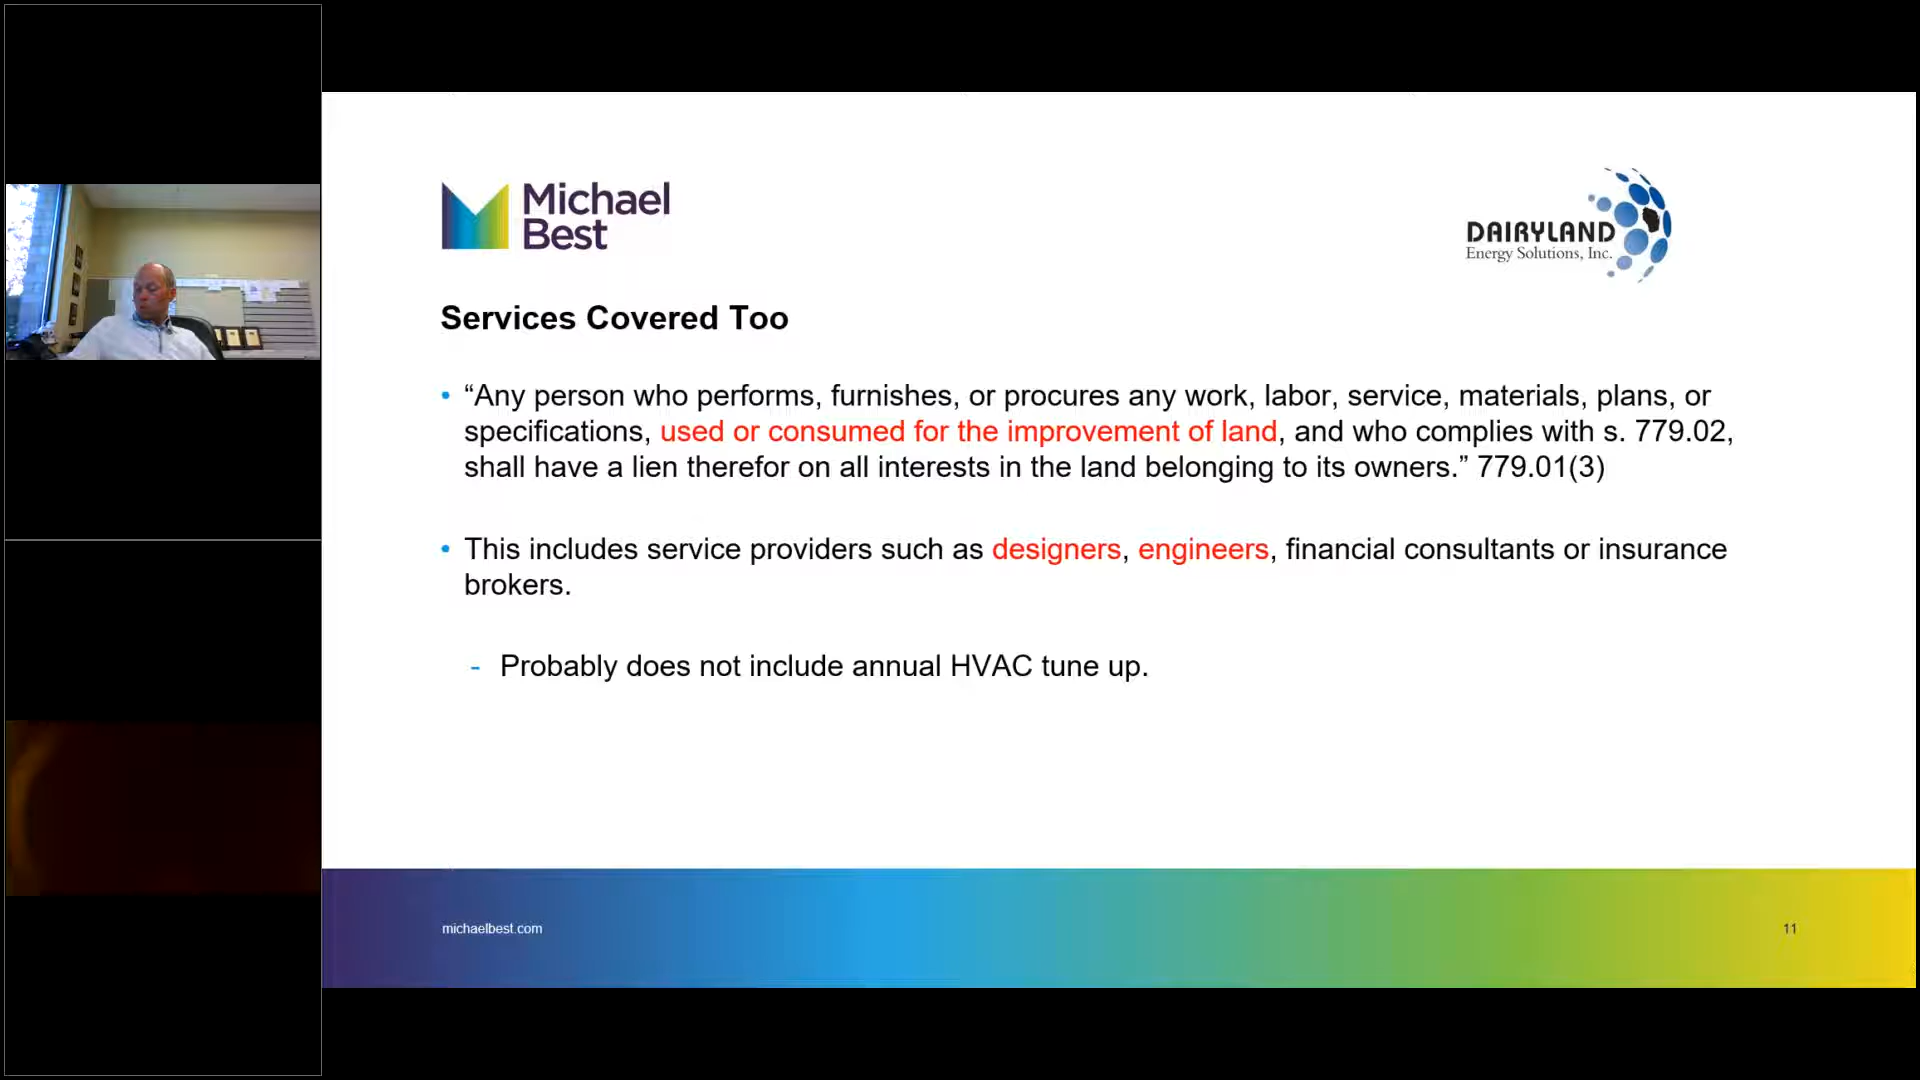 Michael
Best
DAIRYLAND
Energy Solutions, Inc.
Services Covered Too
• “Any person who performs, furnishes, or procures any work, labor, service, materials, plans, or
specifications, used or consumed for the improvement of land, and who complies with s. 779.02,
shall have a lien therefor on all interests in the land belonging to its owners.” 779.01(3)
• This includes service providers such as designers, engineers, financial consultants or insurance
brokers.
- Probably does not include annual HVAC tune up.
michaelbest.com
11